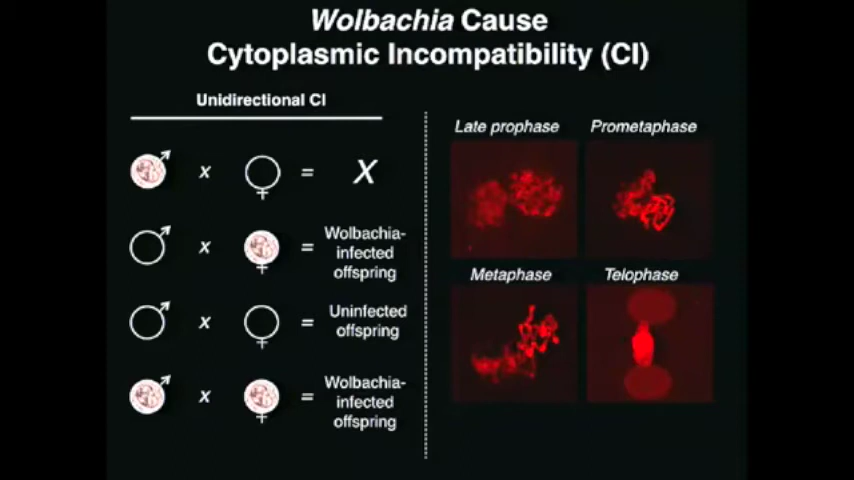 Wolbachia Cause
Cytoplasmic Incompatibility (CI)
Unidirectional CI
x = X
x = Wolbachia-
infected
offspring
x = Uninfected
offspring
x = Wolbachia-
infected
offspring
Late prophase
Prometaphase
Metaphase
Telophase